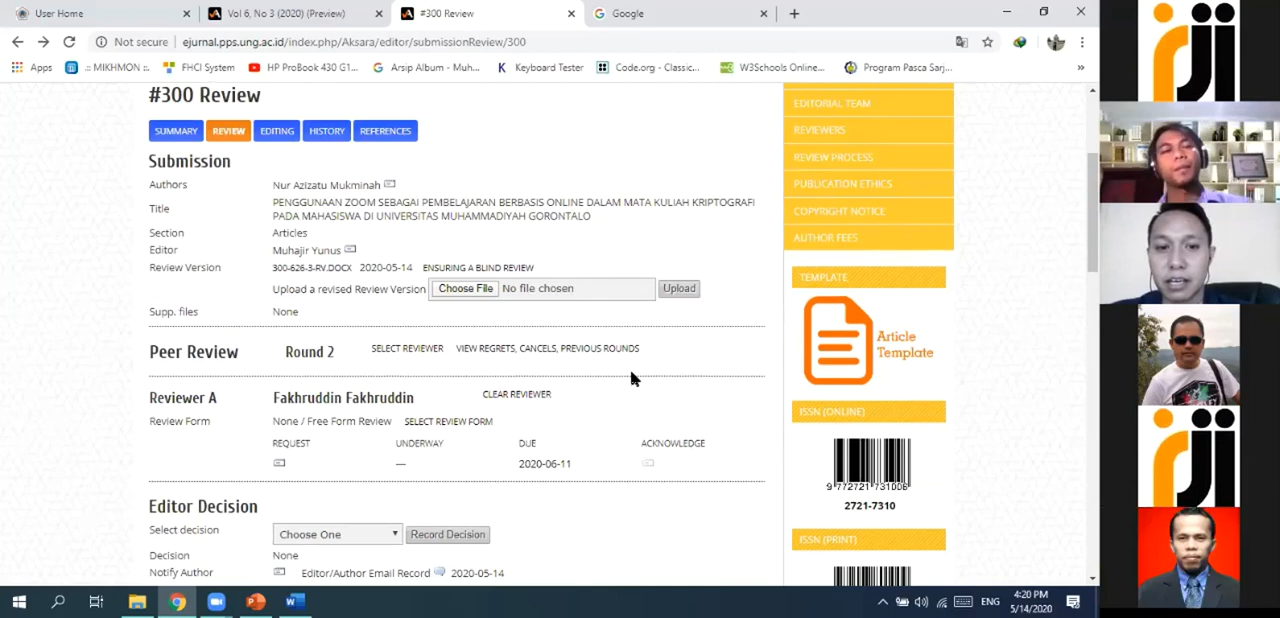 User Home
Vol 6, No 3 (2020) (Preview)
#300 Review
Google
Not secure
ejurnal.pps.ung.ac.id/index.php/Aksara/editor/submissionReview/300
Apps
.:: MIKHMON :..
FHCI System
HP ProBook 430 G1...
Arsip Album - Muh...
Keyboard Tester
Code.org - Classic...
W3Schools Online...
Program Pasca Sarj...
»
#300 Review
SUMMARY
REVIEW
EDITING
HISTORY
REFERENCES
Submission
Authors
Nur Azizatu Mukminah
Title
PENGGUNAAN ZOOM SEBAGAI PEMBELAJARAN BERBASIS ONLINE DALAM MATA KULIAH KRIPTOGRAFI
PADA MAHASISWA DI UNIVERSITAS MUHAMMADIYAH GORONTALO
Section
Articles
Editor
Muhajir Yunus
Review Version
300-626-3-RV.DOCX 2020-05-14 ENSURING A BLIND REVIEW
Upload a revised Review Version
Choose File No file chosen
Upload
Supp. files
None
Peer Review
Round 2
SELECT REVIEWER
VIEW REGRETS, CANCELS, PREVIOUS ROUNDS
Reviewer A
Fakhruddin Fakhruddin
CLEAR REVIEWER
Review Form
None / Free Form Review
SELECT REVIEW FORM
REQUEST
UNDERWAY
DUE
ACKNOWLEDGE
—
2020-06-11
Editor Decision
Select decision
Choose One
Record Decision
Decision
None
Notify Author
Editor/Author Email Record
2020-05-14
EDITORIAL TEAM
REVIEWERS
REVIEW PROCESS
PUBLICATION ETHICS
COPYRIGHT NOTICE
AUTHOR FEES
TEMPLATE
Article
Template
ISSN (ONLINE)
9 772721 731006
2721-7310
ISSN (PRINT)
ENG
4:20 PM
5/14/2020
rji
rji